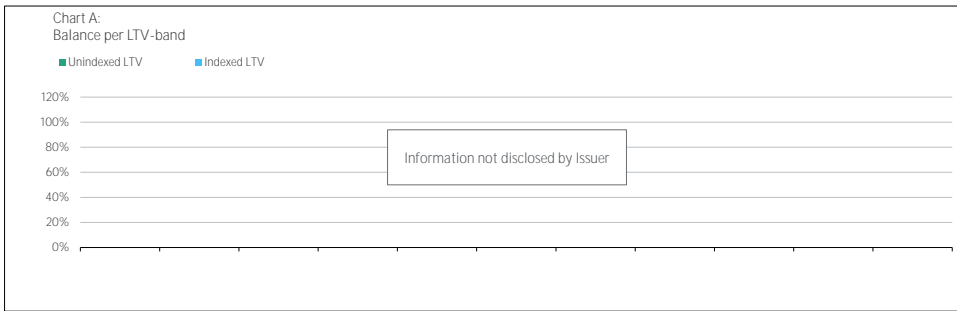 Chart A:
Balance per LTV-band
Unindexed LTV Indexed LTV
120%
100%
80%
Information not disclosed by Issuer
60%
40%
20%
0%